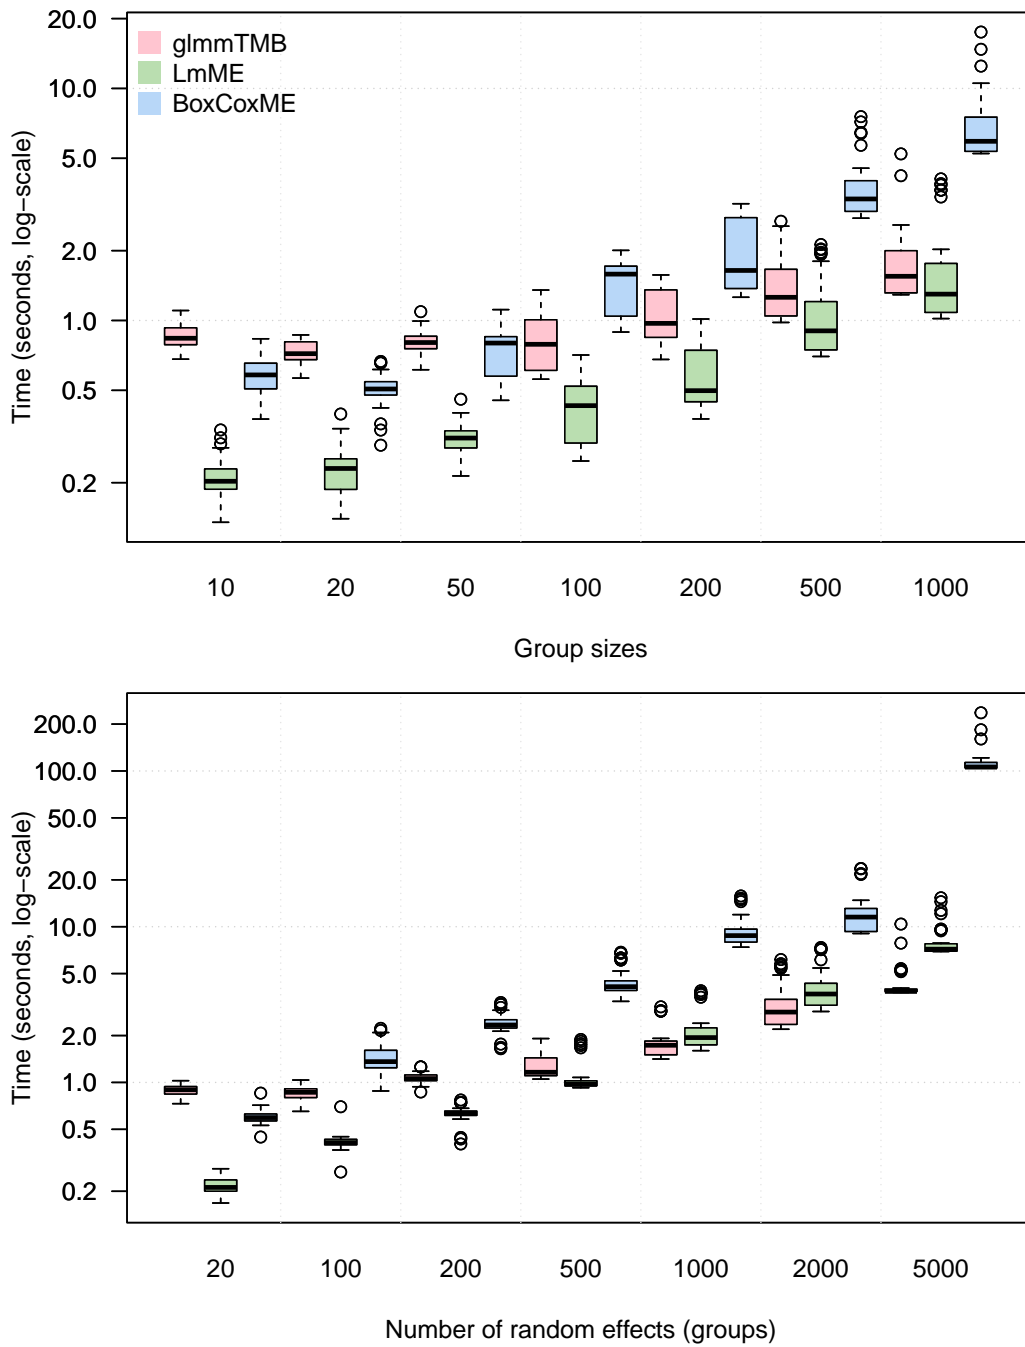 20.0
10.0
5.0
2.0
1.0
0.5
0.2
Time (seconds, log−scale)
glmmTMB
LmME
BoxCoxME
10 20 50 100 200 500 1000
Group sizes
200.0
100.0
50.0
20.0
10.0
5.0
2.0
1.0
0.5
0.2
Time (seconds, log−scale)
20 100 200 500 1000 2000 5000
Number of random effects (groups)